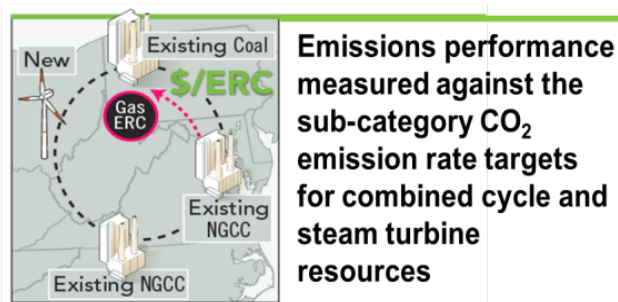 New
Existing Coal
$/ERC
Gas
ERC
Existing
NGCC
Existing NGCC
Emissions performance
measured against the
sub-category CO₂
emission rate targets
for combined cycle and
steam turbine
resources